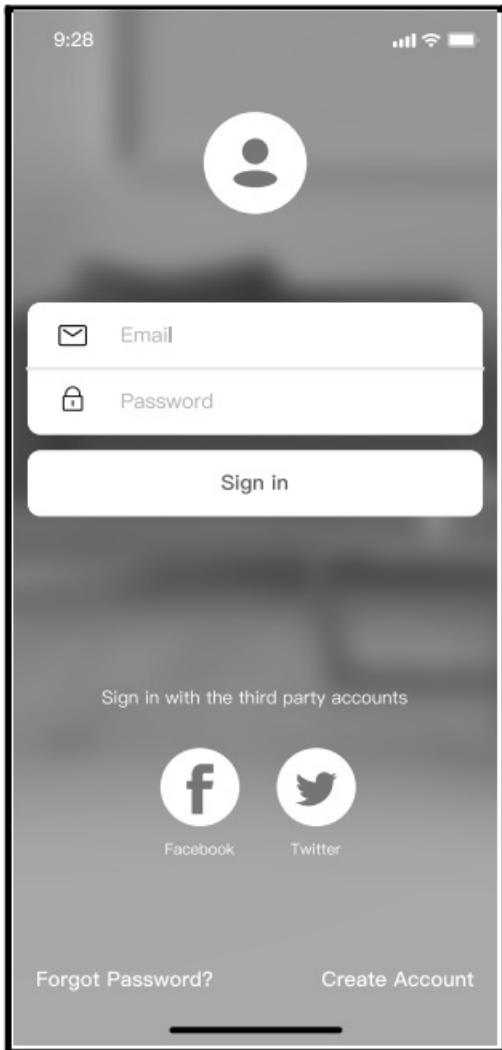 9:28
Email
Password
Sign in
Sign in with the third party accounts
Facebook Twitter
Forgot Password? Create Account